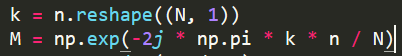 k = n.reshape((N, 1))
M = np.exp(-2j * np.pi * k * n / N)